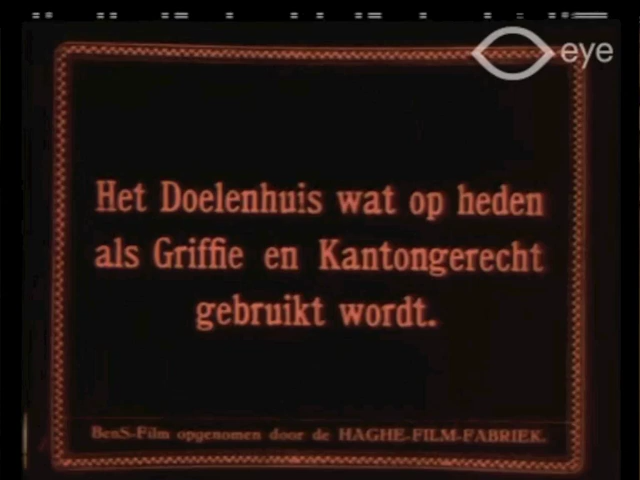 eye
Het Doelenhuis wat op heden
als Griffie en Kantongerecht
gebruikt wordt.
BenS-Film opgenomen door de HAGHE-FILM-FABRIEK.